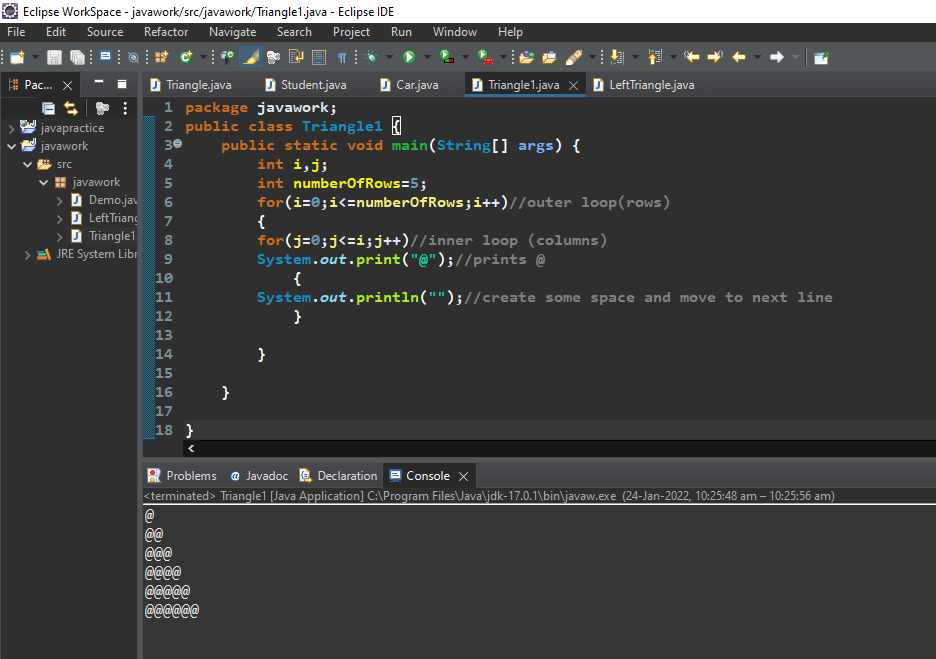 Eclipse WorkSpace - javawork/src/javawork/Triangle1.java - Eclipse IDE
File Edit Source Refactor Navigate Search Project Run Window Help
Pac...
Triangle.java Student.java Car.java Triangle1.java LeftTriangle.java
javapractice
javawork
src
javawork
Demo.jav
LeftTriang
Triangle1
JRE System Libr
1 package javawork;
2 public class Triangle1 {
3 public static void main(String[] args) {
4 int i,j;
5 int numberOfRows=5;
6 for(i=0;i<=numberOfRows;i++)//outer loop(rows)
7 {
8 for(j=0;j<=i;j++)//inner loop (columns)
9 System.out.print("@");//prints @
10 {
11 System.out.println("");//create some space and move to next line
12 }
13
14 }
15
16 }
17
18 }
Problems Javadoc Declaration Console
<terminated> Triangle1 [Java Application] C:\Program Files\Java\jdk-17.0.1\bin\javaw.exe (24-Jan-2022, 10:25:48 am – 10:25:56 am)
@
@@
@@@
@@@@
@@@@@
@@@@@@